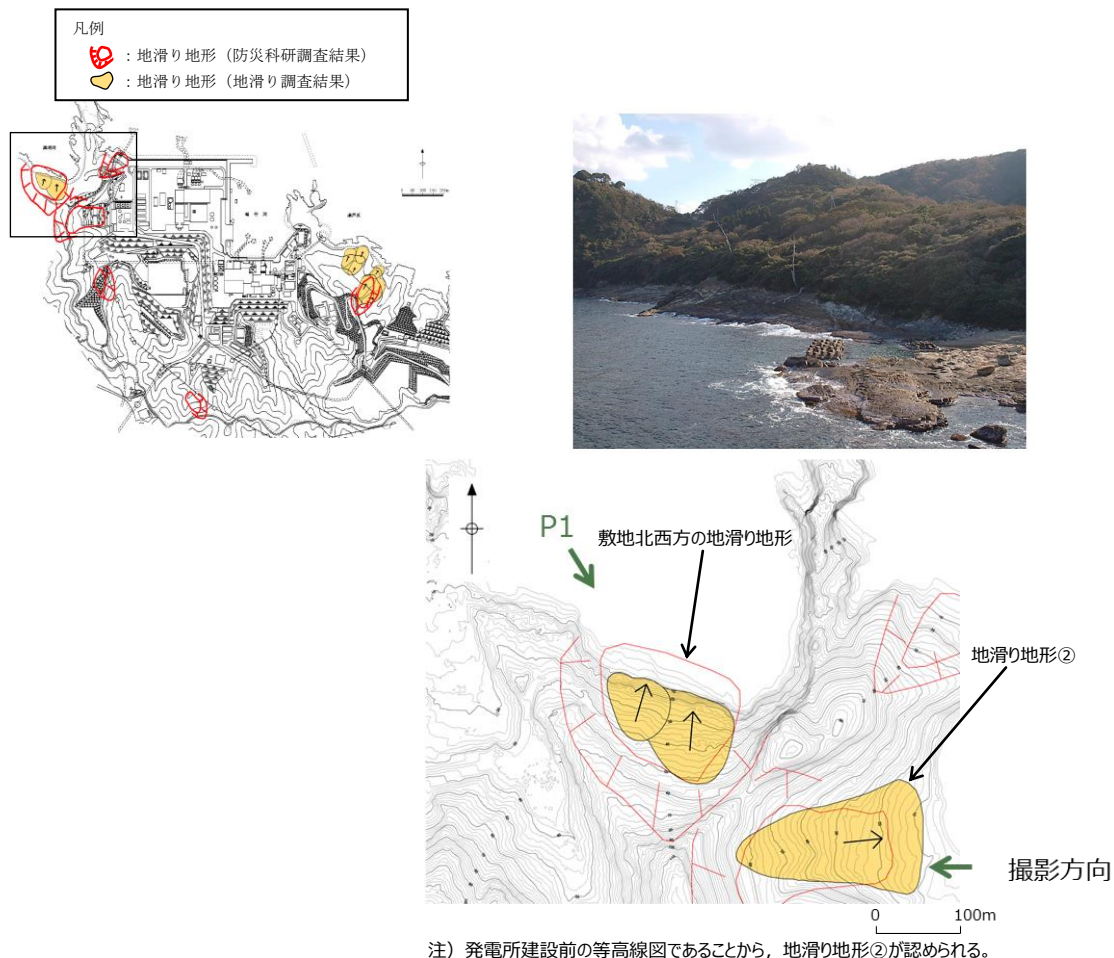 凡例
：地滑り地形（防災科研調査結果）
：地滑り地形（地滑り調査結果）
P1
敷地北西方の地滑り地形
地滑り地形②
撮影方向
0 100m
注）発電所建設前の等高線図であることから，地滑り地形②が認められる。